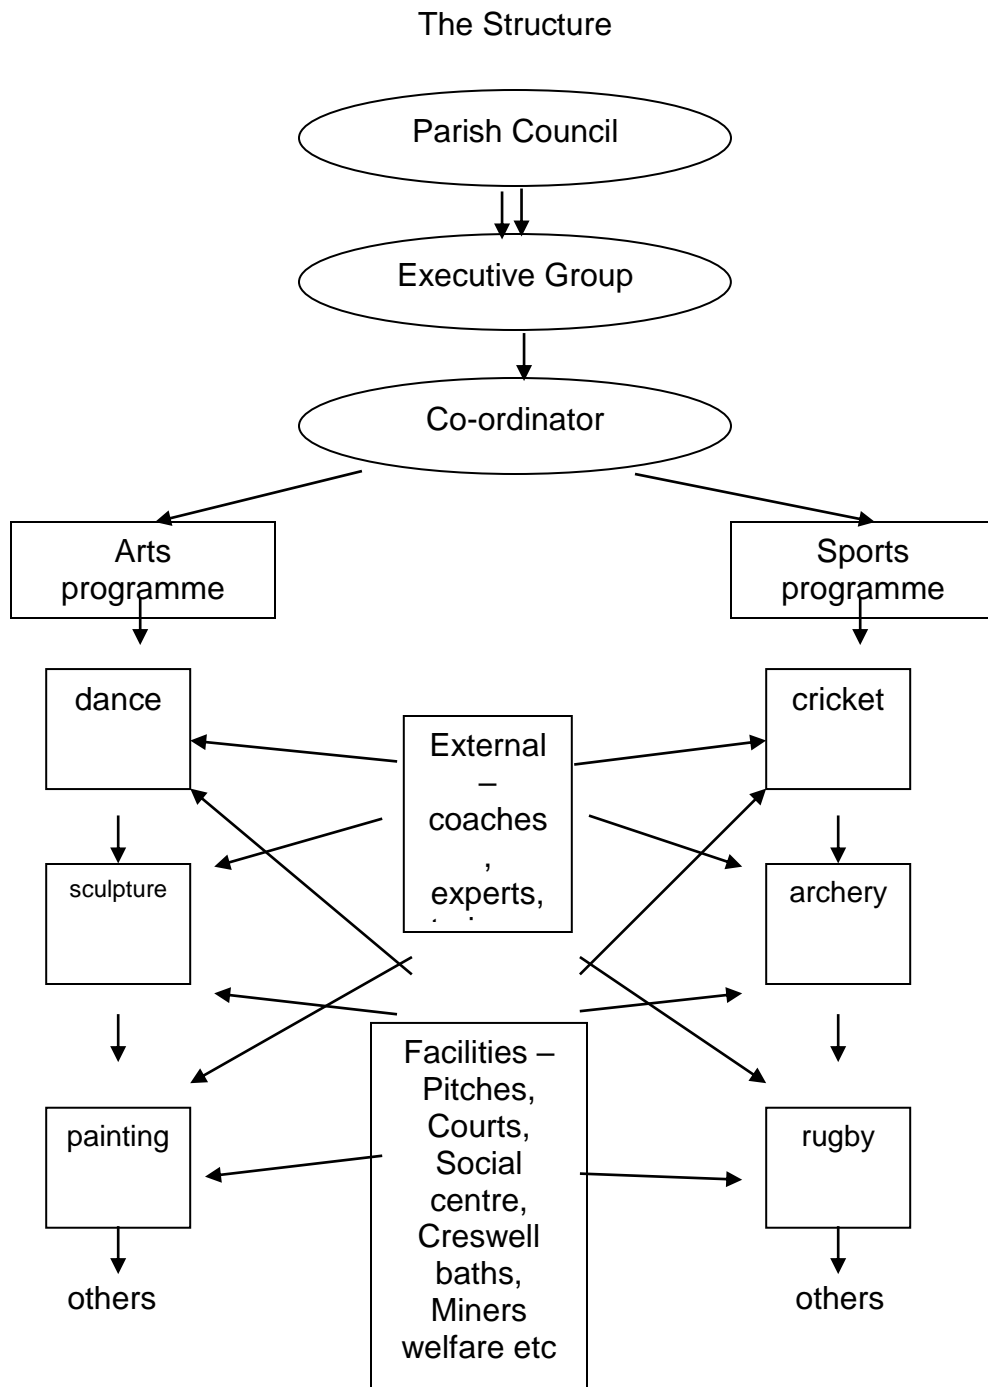 The Structure
Parish Council
Executive Group
Co-ordinator
Arts
programme
Sports
programme
dance
cricket
External
–
coaches
,
experts,
sculpture
archery
Facilities –
Pitches,
Courts,
Social
centre,
Creswell
baths,
Miners
welfare etc
painting
rugby
others
others